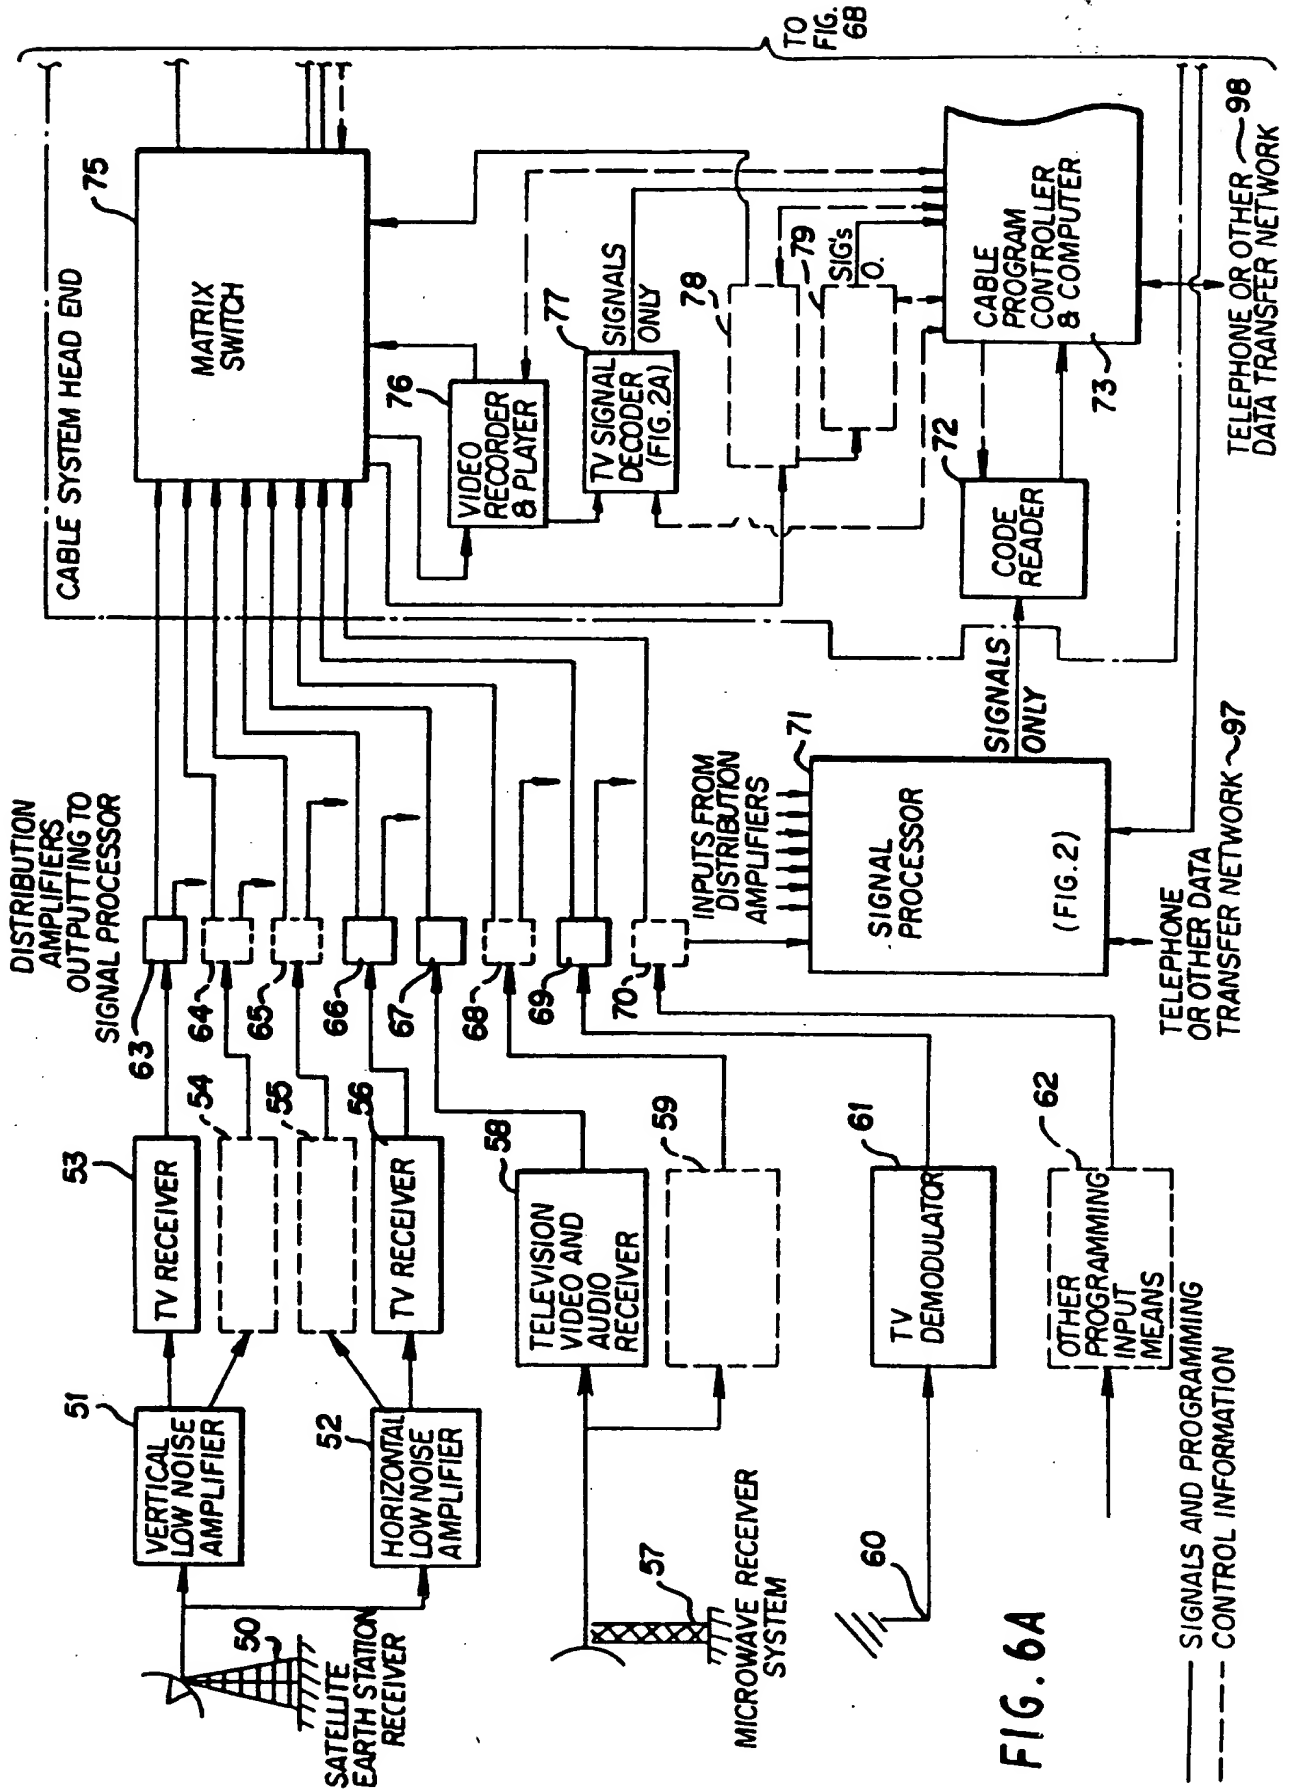 CABLE SYSTEM HEAD END
MATRIX
SWITCH
75
TO
FIG.
6B
DISTRIBUTION
AMPLIFIERS
OUTPUTTING TO
SIGNAL PROCESSOR
63
64
65
66
67
68
69
70
VIDEO
RECORDER
& PLAYER
76
TV SIGNAL
DECODER
(FIG. 2A)
77
SIGNALS
ONLY
78
79
SIG's
O.
CABLE
PROGRAM
CONTROLLER
& COMPUTER
73
CODE
READER
72
SIGNALS
ONLY
INPUTS FROM
DISTRIBUTION
AMPLIFIERS
71
SIGNAL
PROCESSOR
(FIG. 2)
TELEPHONE
OR OTHER DATA
TRANSFER NETWORK 97
TELEPHONE OR OTHER 98
DATA TRANSFER NETWORK
SATELLITE
EARTH STATION
RECEIVER
50
VERTICAL
LOW NOISE
AMPLIFIER
51
HORIZONTAL
LOW NOISE
AMPLIFIER
52
TV RECEIVER
53
54
55
TV RECEIVER
56
MICROWAVE RECEIVER
SYSTEM
57
TELEVISION
VIDEO AND
AUDIO
RECEIVER
58
59
60
TV
DEMODULATOR
61
OTHER
PROGRAMMING
INPUT
MEANS
62
FIG. 6A
SIGNALS AND PROGRAMMING
CONTROL INFORMATION